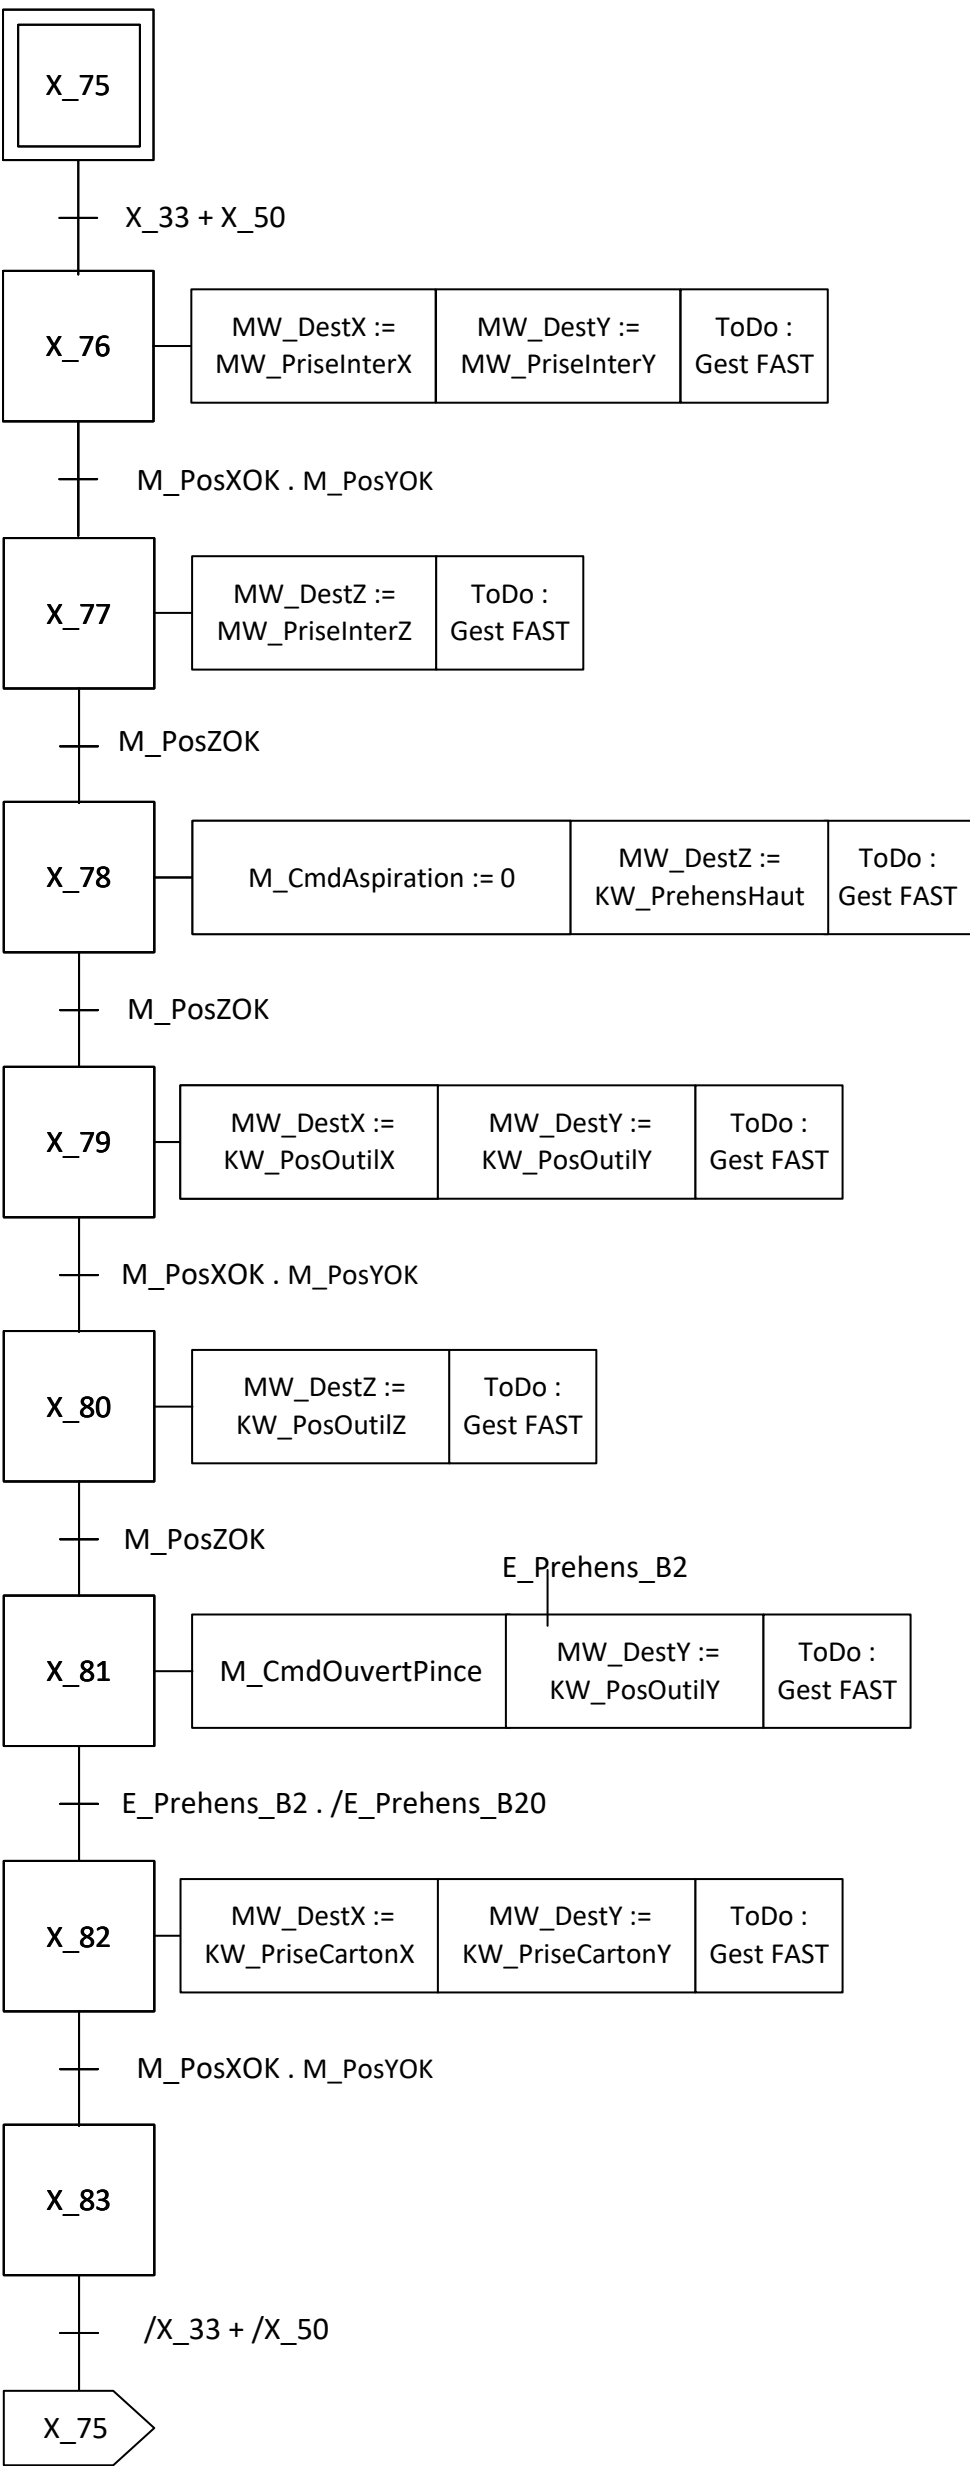 X_75
X_33 + X_50
X_76
MW_DestX :=
MW_PriseInterX
MW_DestY :=
MW_PriseInterY
ToDo :
Gest FAST
M_PosXOK . M_PosYOK
X_77
MW_DestZ :=
MW_PriseInterZ
ToDo :
Gest FAST
M_PosZOK
X_78
M_CmdAspiration := 0
MW_DestZ :=
KW_PrehensHaut
ToDo :
Gest FAST
M_PosZOK
X_79
MW_DestX :=
KW_PosOutilX
MW_DestY :=
KW_PosOutilY
ToDo :
Gest FAST
M_PosXOK . M_PosYOK
X_80
MW_DestZ :=
KW_PosOutilZ
ToDo :
Gest FAST
M_PosZOK
E_Prehens_B2
X_81
M_CmdOuvertPince
MW_DestY :=
KW_PosOutilY
ToDo :
Gest FAST
E_Prehens_B2 . /E_Prehens_B20
X_82
MW_DestX :=
KW_PriseCartonX
MW_DestY :=
KW_PriseCartonY
ToDo :
Gest FAST
M_PosXOK . M_PosYOK
X_83
/X_33 + /X_50
X_75